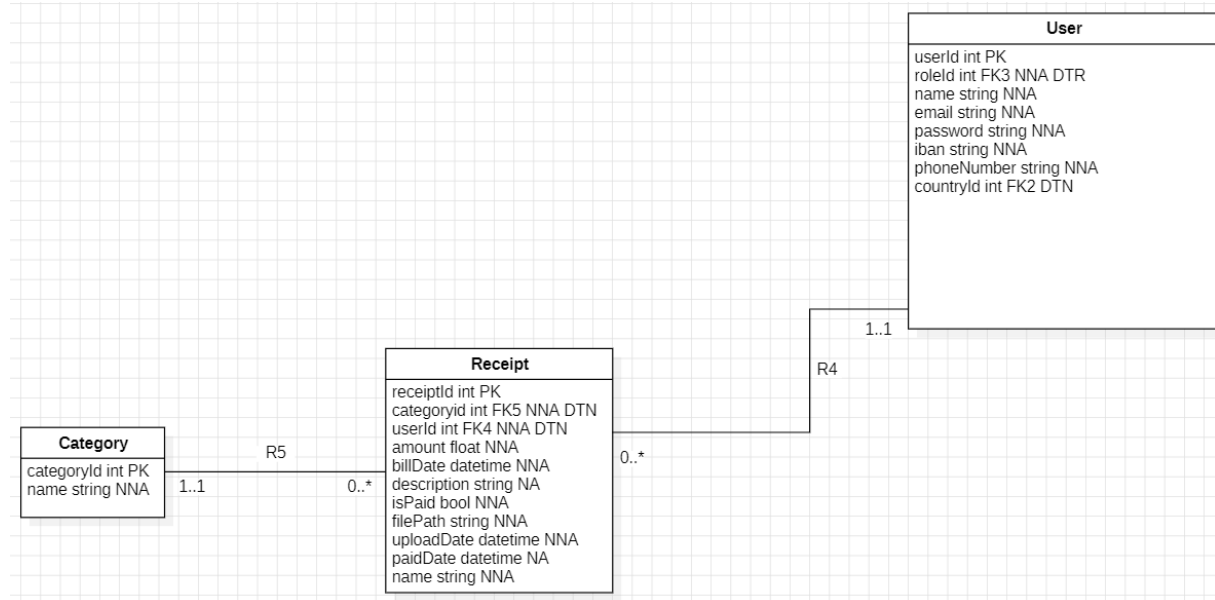 User
userId int PK
roleId int FK3 NNA DTR
name string NNA
email string NNA
password string NNA
iban string NNA
phoneNumber string NNA
countryId int FK2 DTN
1..1
R4
Receipt
receiptId int PK
categoryid int FK5 NNA DTN
userId int FK4 NNA DTN
amount float NNA
billDate datetime NNA
description string NA
isPaid bool NNA
filePath string NNA
uploadDate datetime NNA
paidDate datetime NA
name string NNA
0..*
Category
categoryId int PK
name string NNA
R5
1..1
0..*